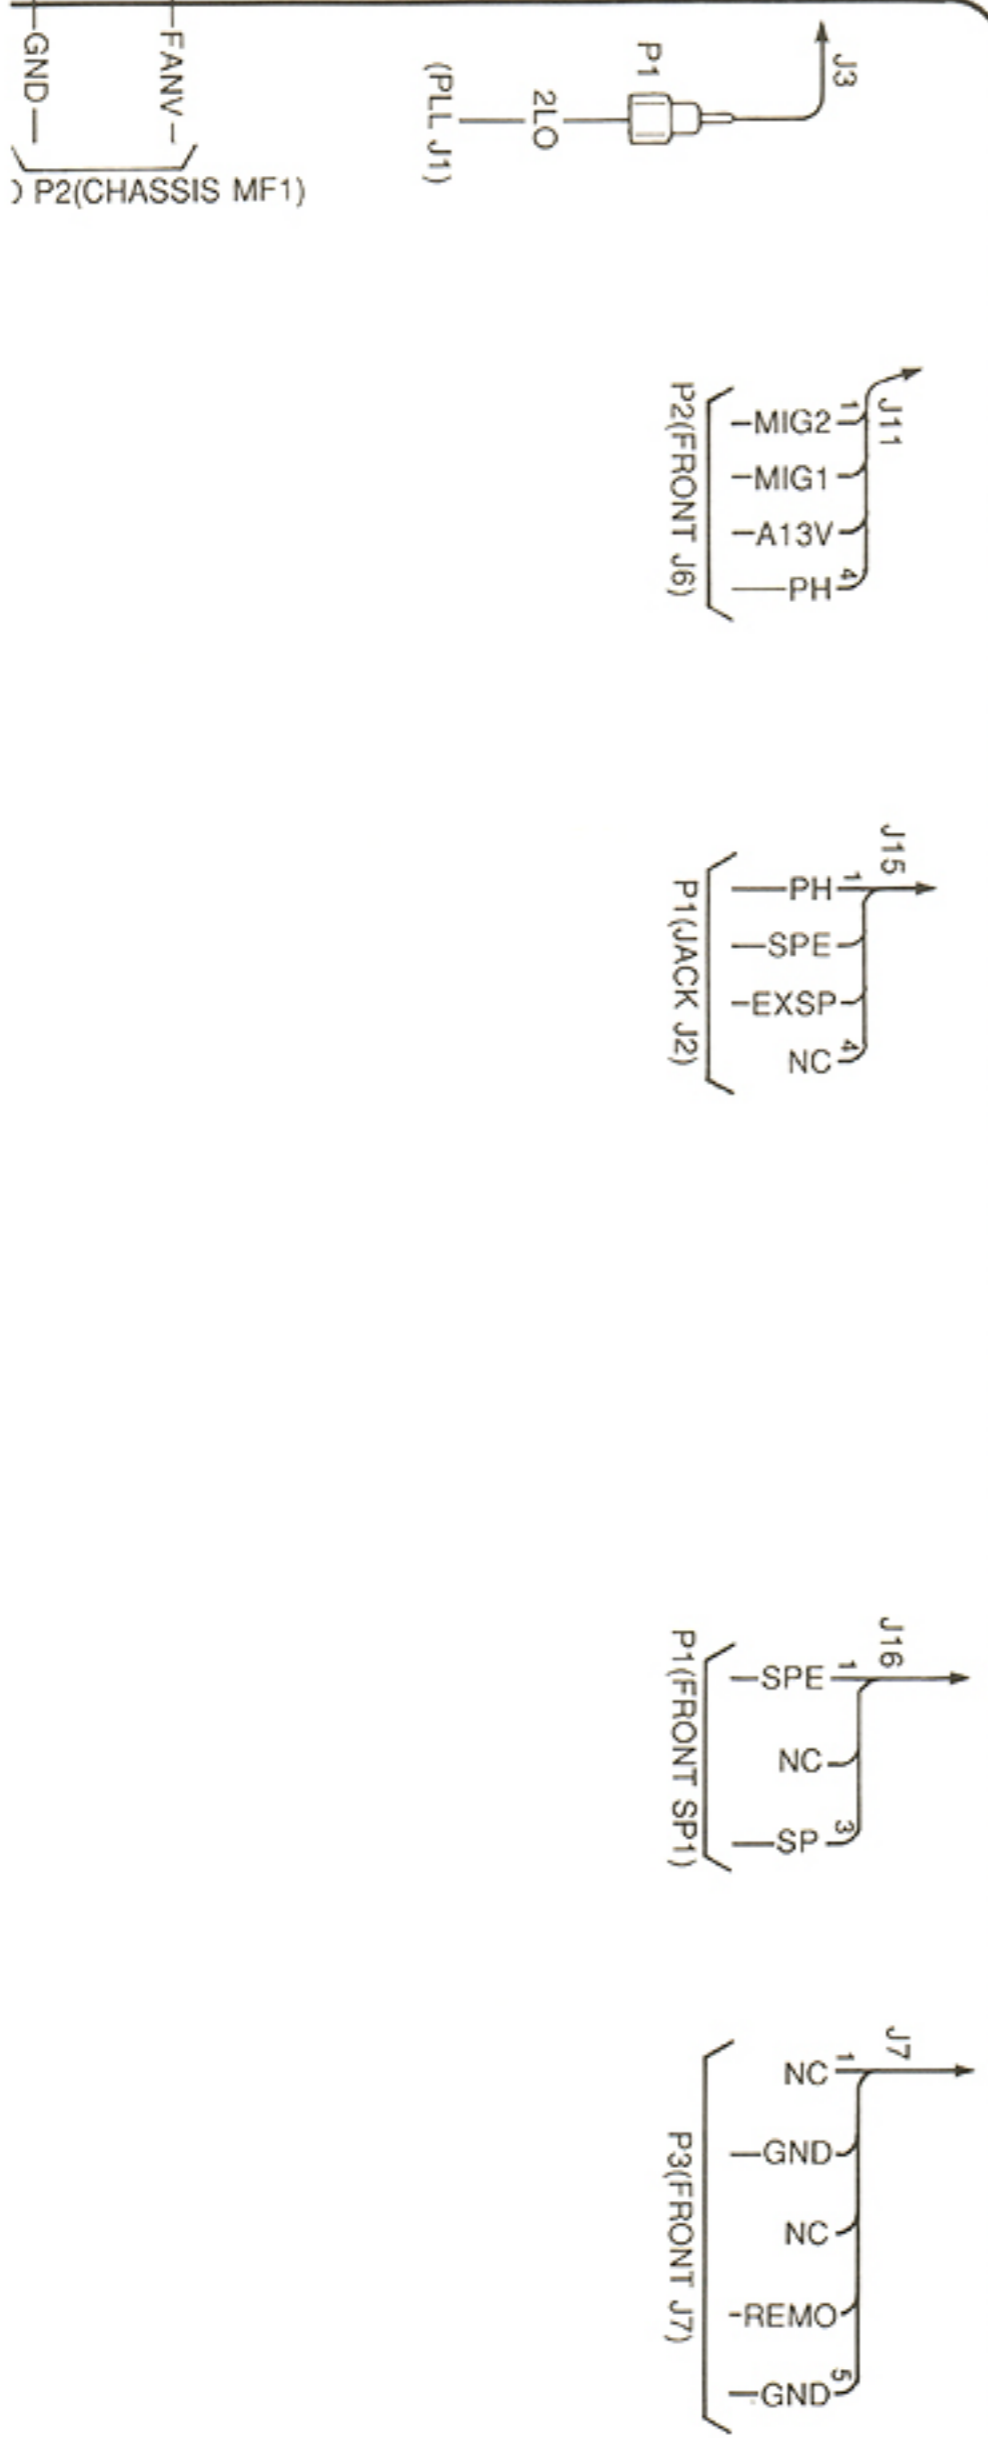 GND
FANV
) P2(CHASSIS MF1)
(PLL J1)
2LO
P1
J3
J11
1
MIG2
MIG1
A13V
4
PH
P2(FRONT J6)
J15
1
PH
SPE
EXSP
4
NC
P1(JACK J2)
J16
1
SPE
NC
3
SP
P1(FRONT SP1)
J7
1
NC
GND
NC
REMO
5
GND
P3(FRONT J7)